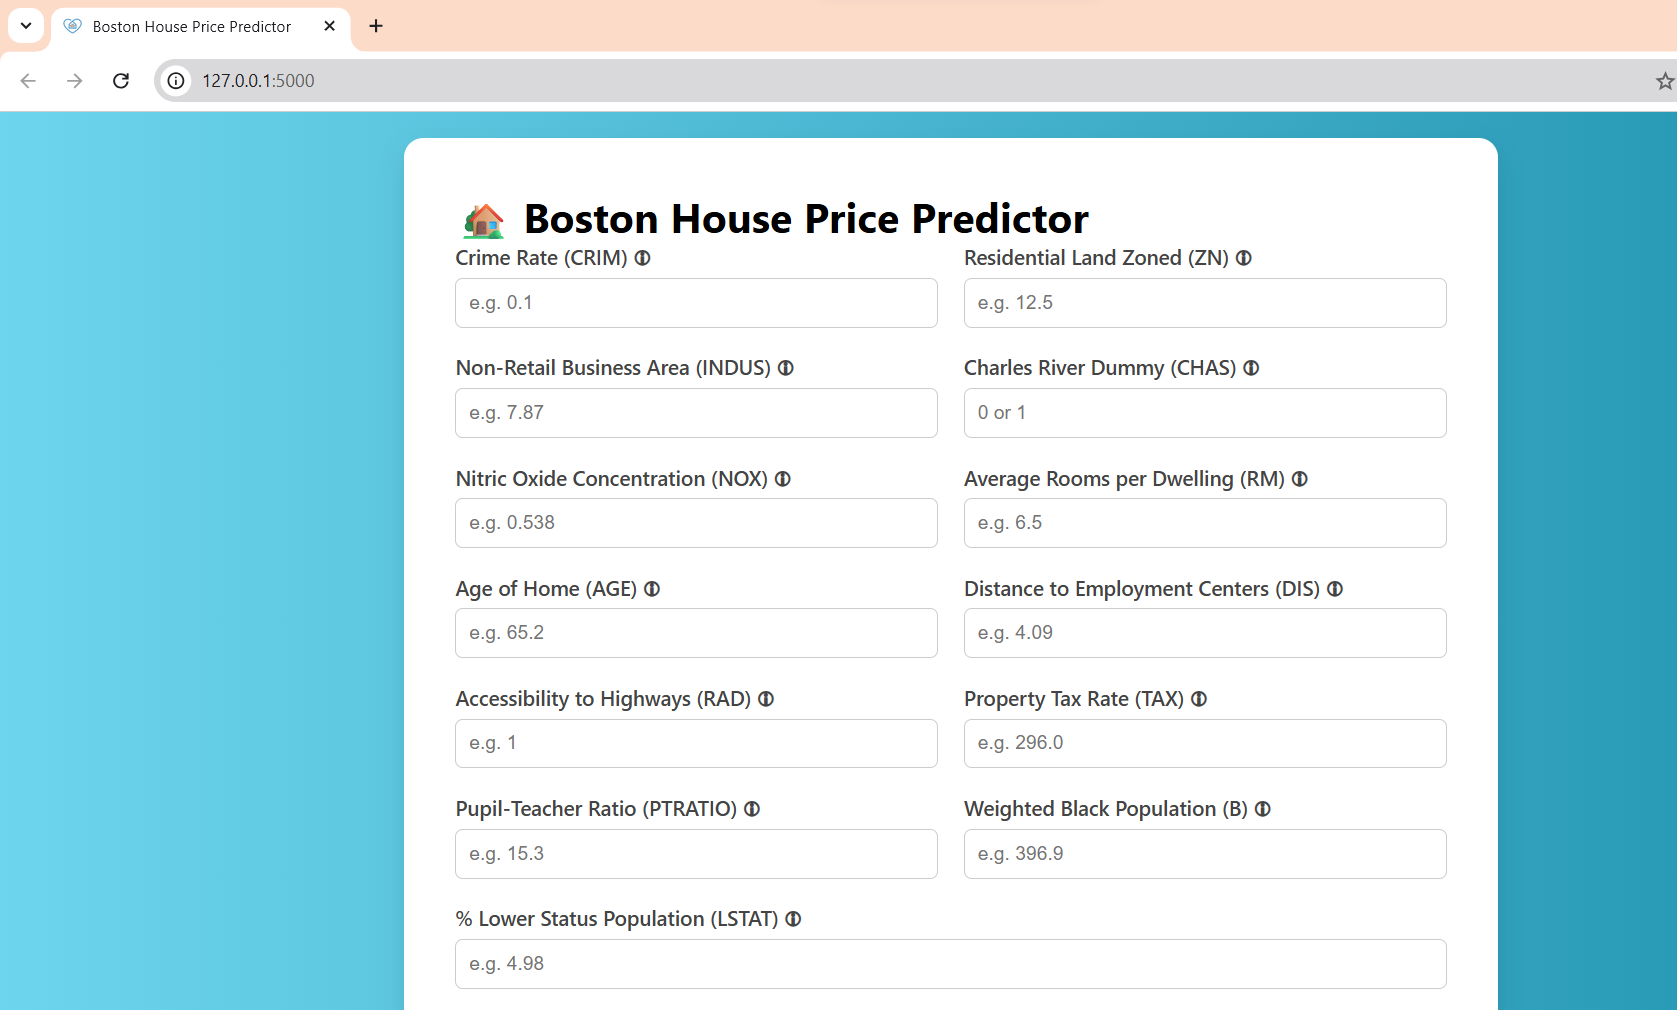 Boston House Price Predictor
127.0.0.1:5000
Boston House Price Predictor
Crime Rate (CRIM)
Residential Land Zoned (ZN)
e.g. 0.1
e.g. 12.5
Non-Retail Business Area (INDUS)
Charles River Dummy (CHAS)
e.g. 7.87
0 or 1
Nitric Oxide Concentration (NOX)
Average Rooms per Dwelling (RM)
e.g. 0.538
e.g. 6.5
Age of Home (AGE)
Distance to Employment Centers (DIS)
e.g. 65.2
e.g. 4.09
Accessibility to Highways (RAD)
Property Tax Rate (TAX)
e.g. 1
e.g. 296.0
Pupil-Teacher Ratio (PTRATIO)
Weighted Black Population (B)
e.g. 15.3
e.g. 396.9
% Lower Status Population (LSTAT)
e.g. 4.98